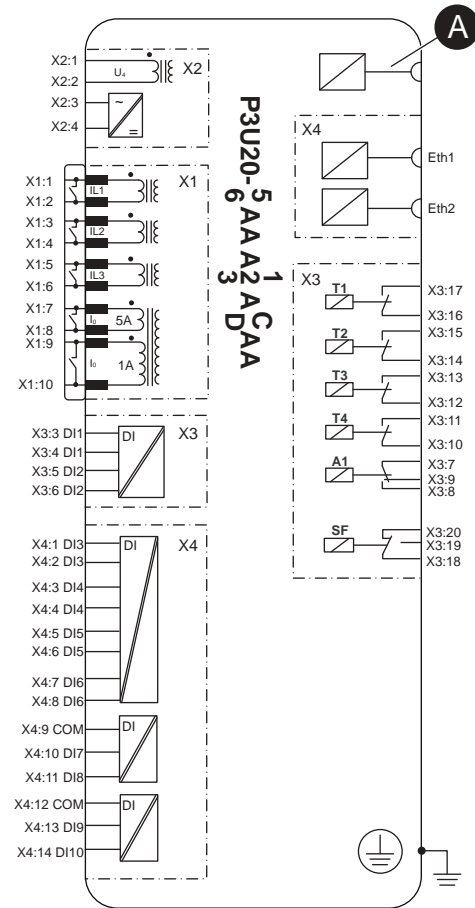 A
X2:1
X2:2
X2:3
X2:4
U₄
X2
~
=
X1:1
X1:2
X1:3
X1:4
X1:5
X1:6
X1:7
X1:8
X1:9
X1:10
IL1
IL2
IL3
I₀
5A
I₀
1A
X1
X3:3 DI1
X3:4 DI1
X3:5 DI2
X3:6 DI2
DI
X3
X4:1 DI3
X4:2 DI3
X4:3 DI4
X4:4 DI4
X4:5 DI5
X4:6 DI5
X4:7 DI6
X4:8 DI6
DI
X4
X4:9 COM
X4:10 DI7
X4:11 DI8
DI
X4:12 COM
X4:13 DI9
X4:14 DI10
DI
P3U20-
5
6
AAA
1
2
3
A
C
D
AA
X4
Eth1
Eth2
X3
T1
X3:17
X3:16
T2
X3:15
X3:14
T3
X3:13
X3:12
T4
X3:11
X3:10
A1
X3:7
X3:9
X3:8
SF
X3:20
X3:19
X3:18